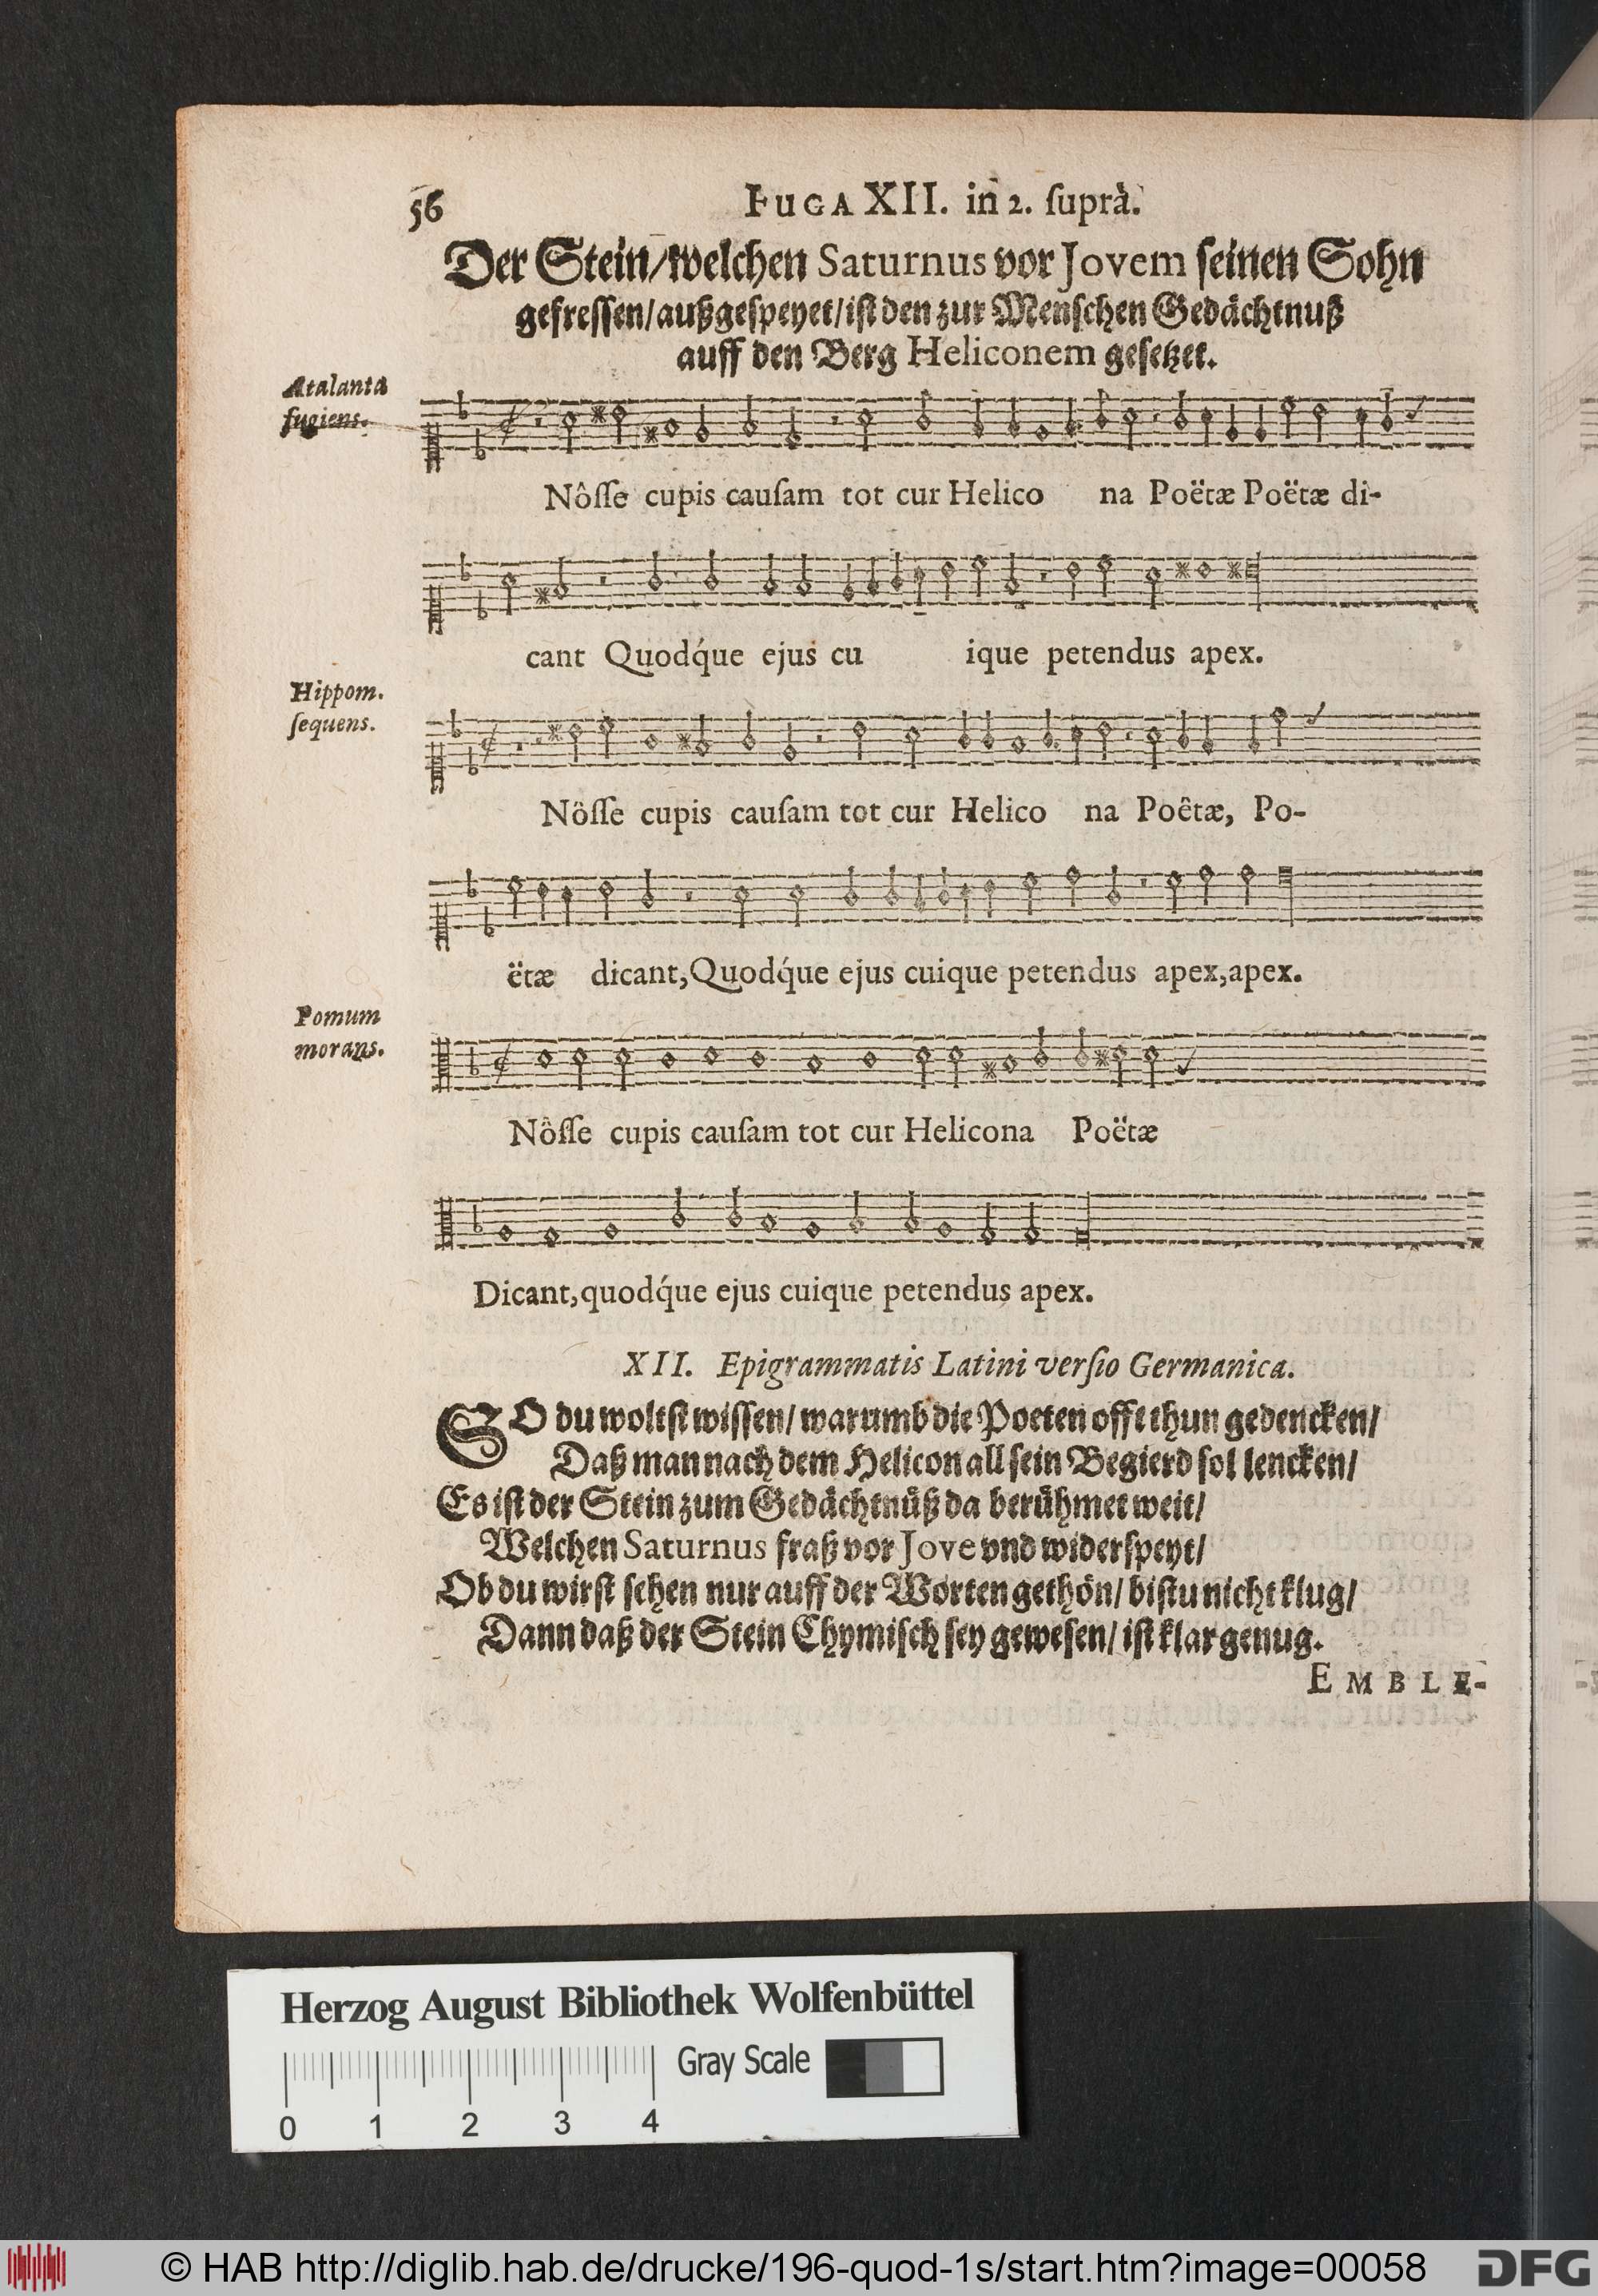 56
FUGA XII. in 2. ſuprà.
Der Stein/welchen Saturnus vor Jovem ſeinen Sohn
gefreſſen/außgeſpeyet/iſt den zur Menſchen Gedächtnuß
auff den Berg Heliconem geſetzet.
Atalanta
fugiens.
Nôſſe cupis cauſam tot cur Helico na Poëtæ Poëtæ di-
cant Quodq́ue ejus cu ique petendus apex.
Hippom.
ſequens.
Nôſſe cupis cauſam tot cur Helico na Poêtæ, Po-
ëtæ dicant, Quodq́ue ejus cuique petendus apex, apex.
Pomum
morans.
Nôſſe cupis cauſam tot cur Helicona Poëtæ
Dicant, quodq́ue ejus cuique petendus apex.
XII. Epigrammatis Latini verſio Germanica.
SO du woltſt wiſſen/ warumb die Poeten offt thun gedencken/
Daß man nach dem Helicon all ſein Begierd ſol lencken/
Es iſt der Stein zum Gedächtnüß da berühmet weit/
Welchen Saturnus fraß vor Jove vnd widerſpeyt/
Ob du wirſt ſehen nur auff der Worten gethön/ biſtu nicht klug/
Dann daß der Stein Chymiſch ſey geweſen/ iſt klar genug.
EMBLE-
Herzog August Bibliothek Wolfenbüttel
Gray Scale
0 1 2 3 4
© HAB http://diglib.hab.de/drucke/196-quod-1s/start.htm?image=00058
DFG